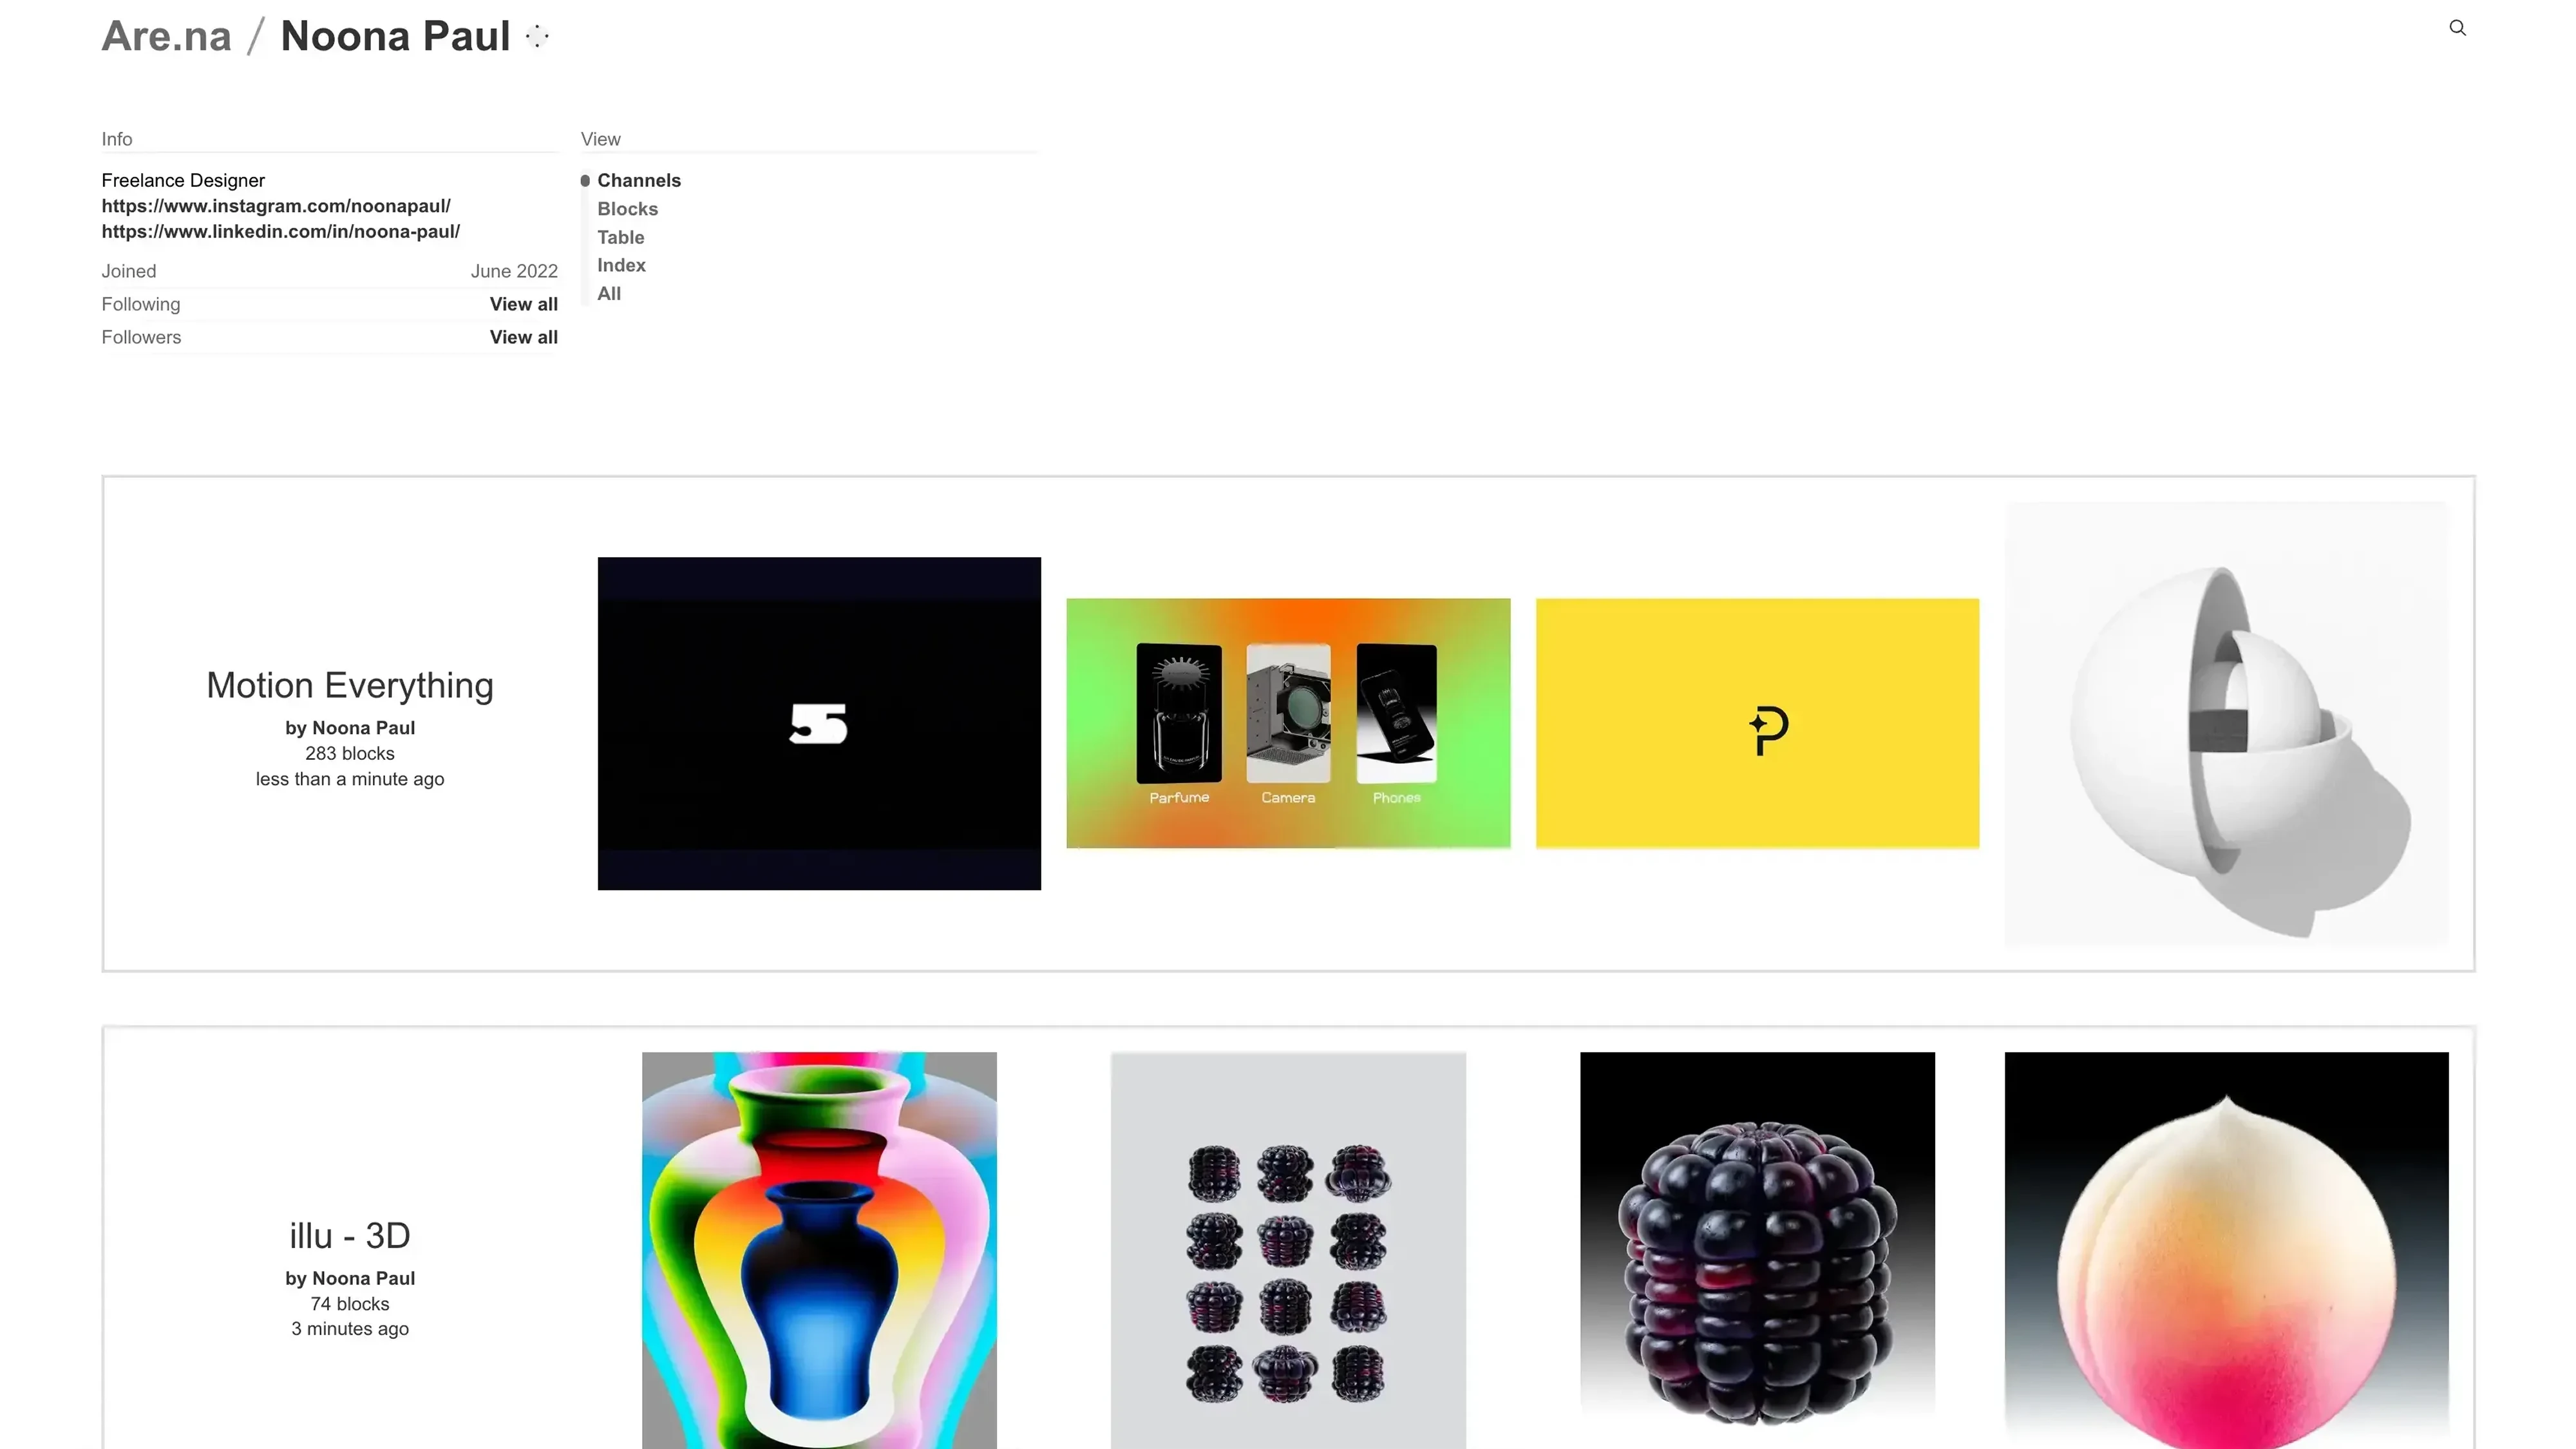 Are.na / Noona Paul
Info
Freelance Designer
https://www.instagram.com/noonapaul/
https://www.linkedin.com/in/noona-paul/
Joined June 2022
Following View all
Followers View all
View
Channels
Blocks
Table
Index
All
Motion Everything
by Noona Paul
283 blocks
less than a minute ago
55
Parfume Camera Phones
P
illu - 3D
by Noona Paul
74 blocks
3 minutes ago